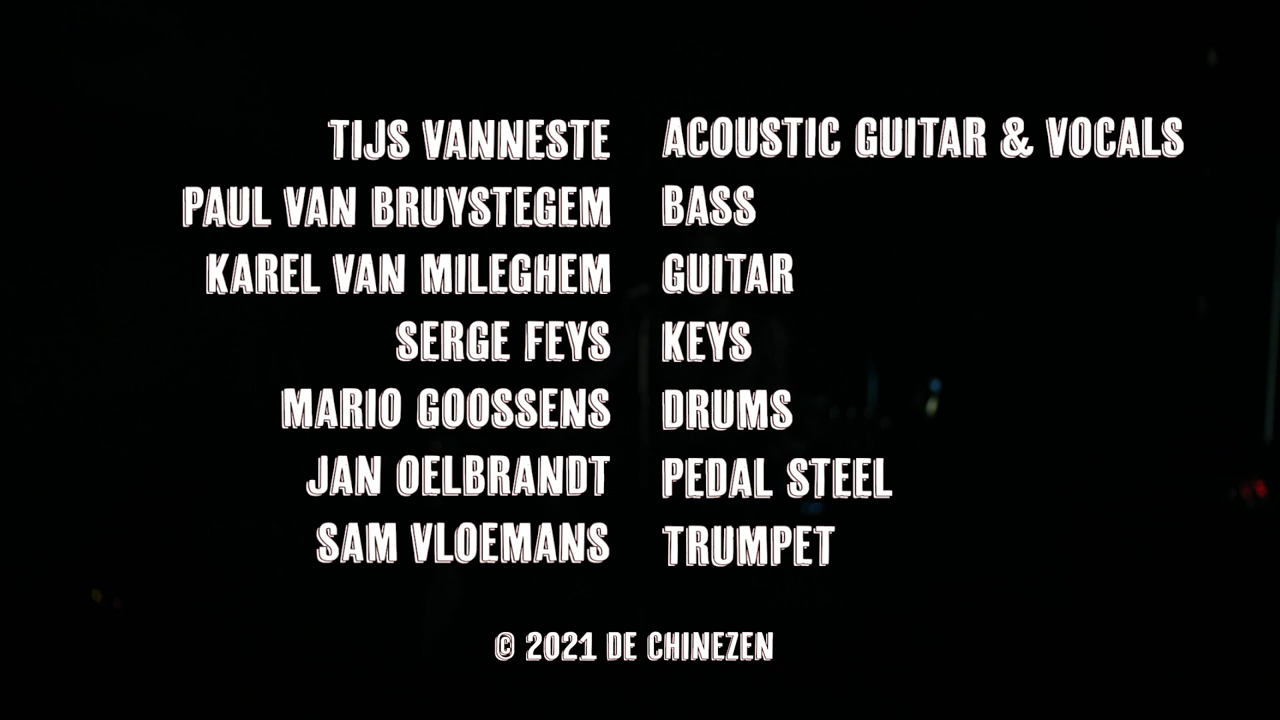 TIJS VANNESTE ACOUSTIC GUITAR & VOCALS
PAUL VAN BRUYSTEGEM BASS
KAREL VAN MILEGHEM GUITAR
SERGE FEYS KEYS
MARIO GOOSSENS DRUMS
JAN OELBRANDT PEDAL STEEL
SAM VLOEMANS TRUMPET
© 2021 DE CHINEZEN